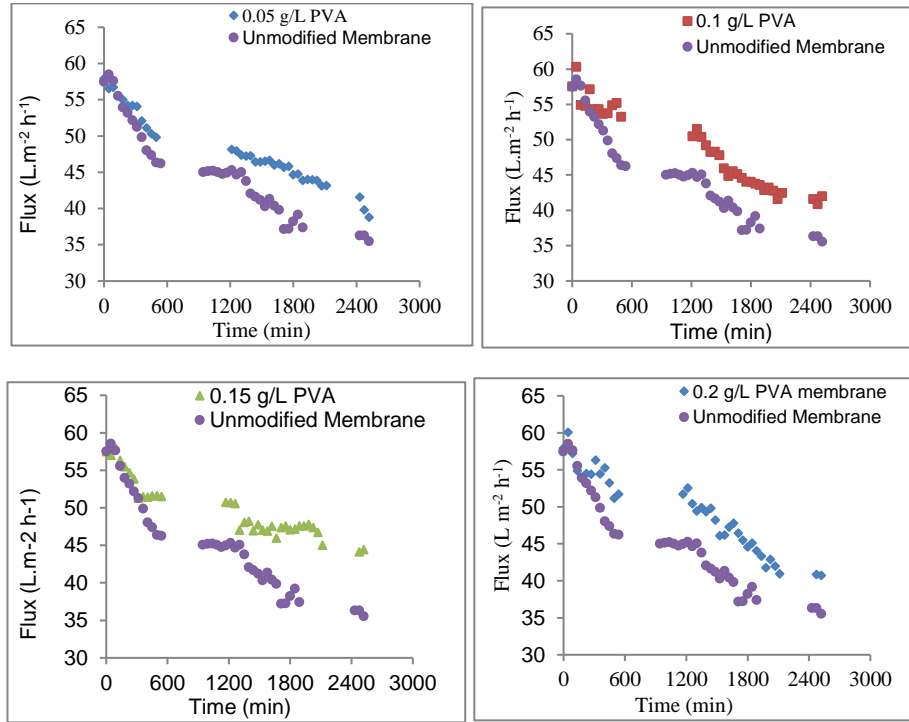 0.05 g/L PVA
Unmodified Membrane
Flux (L.m-2 h-1)
65
60
55
50
45
40
35
30
0 600 1200 1800 2400 3000
Time (min)
0.1 g/L PVA
Unmodified Membrane
Flux (L.m-2 h-1)
65
60
55
50
45
40
35
30
0 600 1200 1800 2400 3000
Time (min)
0.15 g/L PVA
Unmodified Membrane
Flux (L.m-2 h-1)
65
60
55
50
45
40
35
30
0 600 1200 1800 2400 3000
Time (min)
0.2 g/L PVA membrane
Unmodified Membrane
Flux (L m-2 h-1)
65
60
55
50
45
40
35
30
0 600 1200 1800 2400 3000
Time (min)